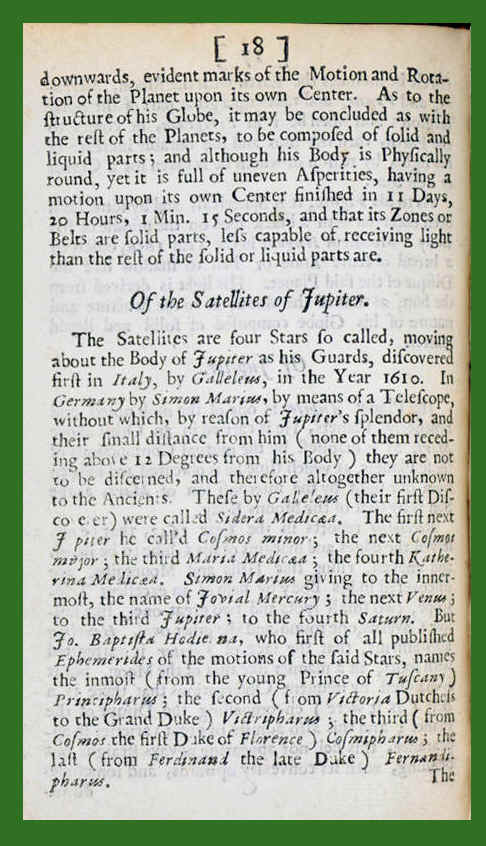 [ 18 ]
downwards, evident marks of the Motion and Rota-
tion of the Planet upon its own Center. As to the
ſtructure of his Globe, it may be concluded as with
the reſt of the Planets, to be compoſed of ſolid and
liquid parts; and although his Body is Phyſically
round, yet it is full of uneven Aſperities, having a
motion upon its own Center finiſhed in 11 Days,
20 Hours, 1 Min. 15 Seconds, and that its Zones or
Belts are ſolid parts, leſs capable of receiving light
than the reſt of the ſolid or liquid parts are.
Of the Satellites of Jupiter.
The Satellites are four Stars ſo called, moving
about the Body of Jupiter as his Guards, diſcovered
firſt in Italy, by Galleleus, in the Year 1610. In
Germany by Simon Marius, by means of a Teleſcope,
without which, by reaſon of Jupiter's ſplendor, and
their ſmall diſtance from him ( none of them reced-
ing above 12 Degrees from his Body ) they are not
to be diſcerned, and therefore altogether unknown
to the Ancients. Theſe by Galeleus (their firſt Diſ-
coverer) were called Sidera Medicæa. The firſt next
Jupiter he call'd Coſmos minor; the next Coſmos
major; the third Maria Medicæa; the fourth Kathe-
rina Medicæa. Simon Marius giving to the inner-
moſt, the name of Jovial Mercury; the next Venus;
to the third Jupiter; to the fourth Saturn. But
Jo. Baptiſta Hodierna, who firſt of all publiſhed
Ephemerides of the motions of the ſaid Stars, names
the inmoſt (from the young Prince of Tuſcany)
Principharus; the ſecond (from Victoria Dutcheſs
to the Grand Duke ) Victripharus; the third ( from
Coſmos the firſt Duke of Florence ) Coſmipharus; the
laſt (from Ferdinand the late Duke) Fernandi-
pharus.
The